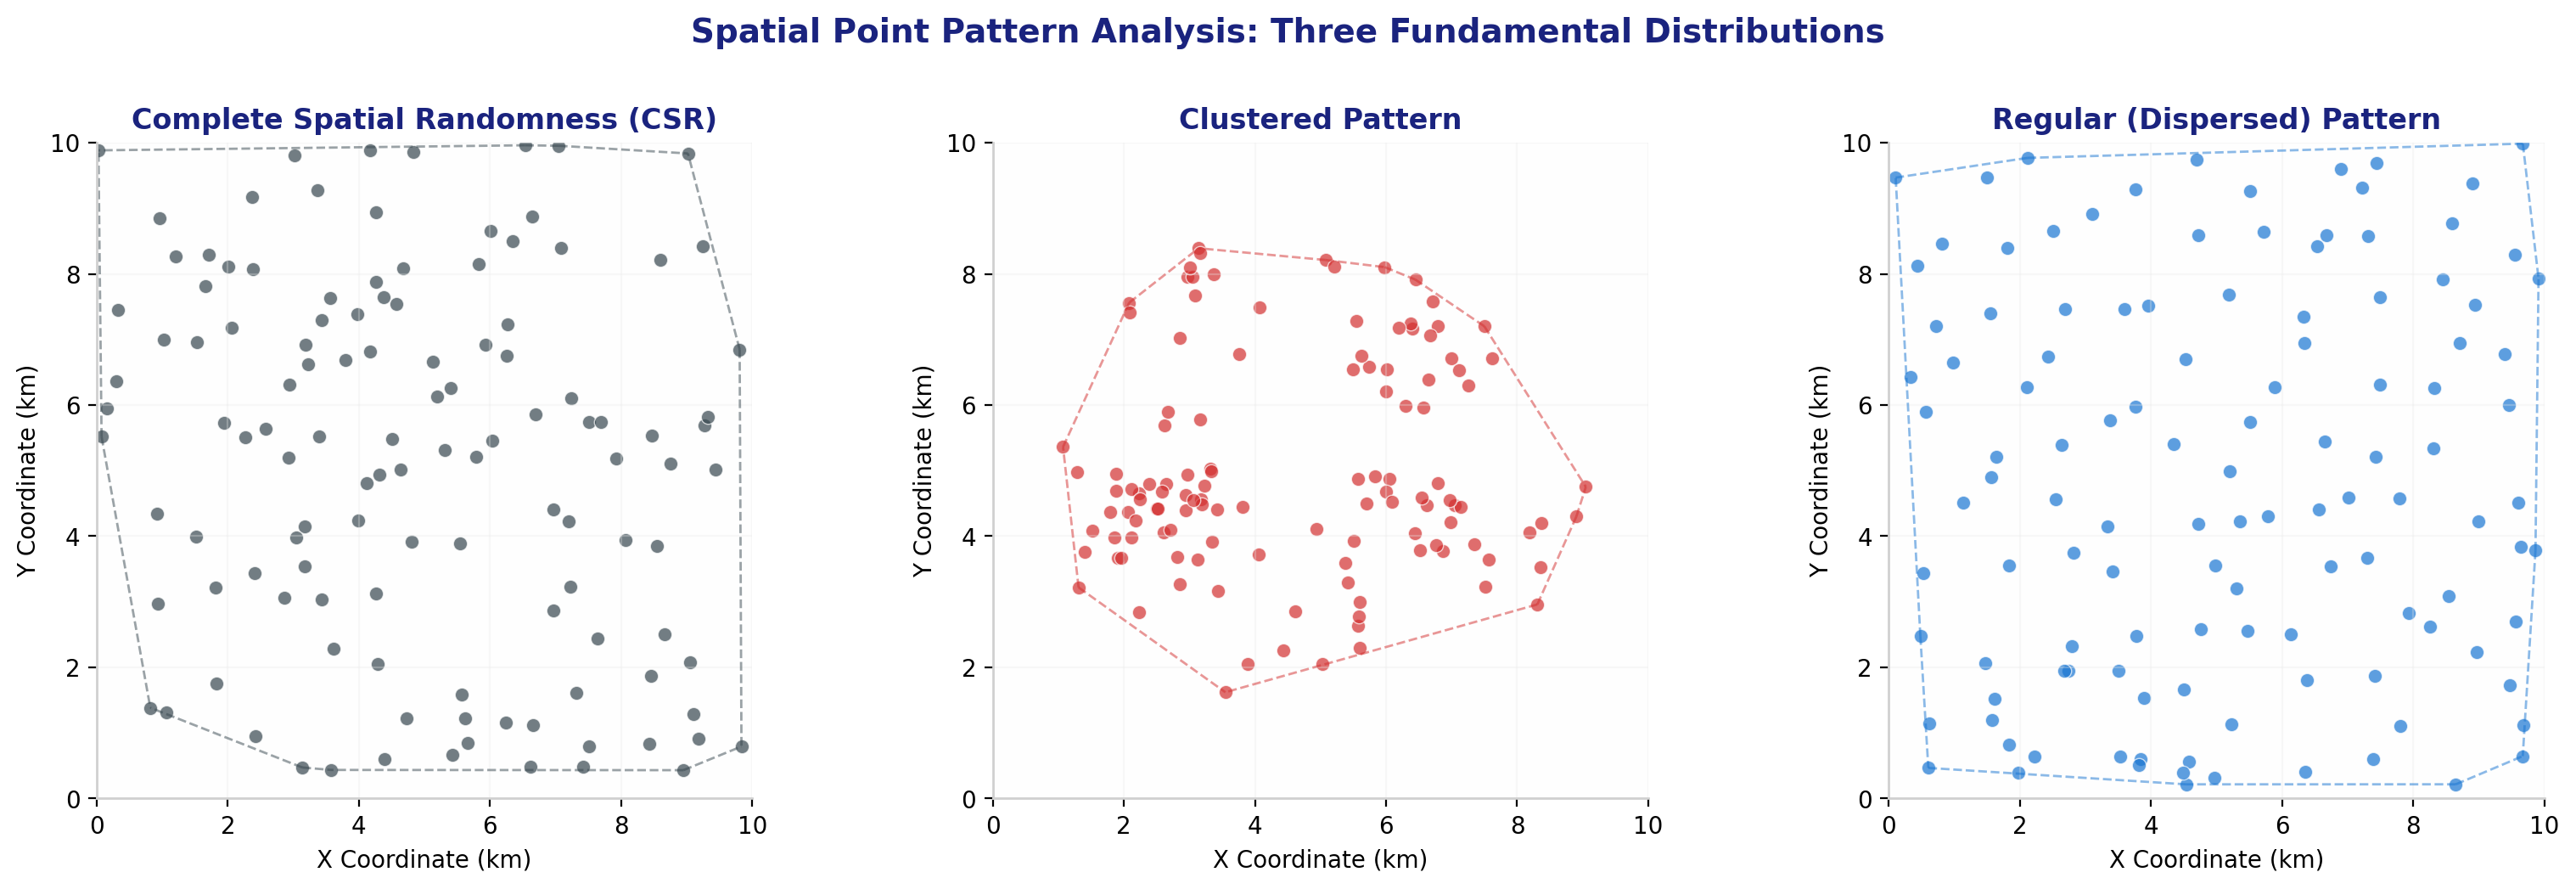 Spatial Point Pattern Analysis: Three Fundamental Distributions
Complete Spatial Randomness (CSR)
10
8
6
4
2
0
Y Coordinate (km)
0 2 4 6 8 10
X Coordinate (km)
Clustered Pattern
10
8
6
4
2
0
Y Coordinate (km)
0 2 4 6 8 10
X Coordinate (km)
Regular (Dispersed) Pattern
10
8
6
4
2
0
Y Coordinate (km)
0 2 4 6 8 10
X Coordinate (km)